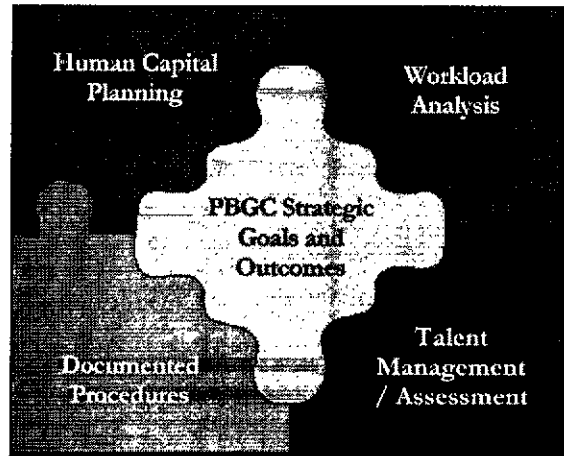 Human Capital
Planning
Workload
Analysis
PBGC Strategic
Goals and
Outcomes
Documented
Procedures
Talent
Management
/ Assessment